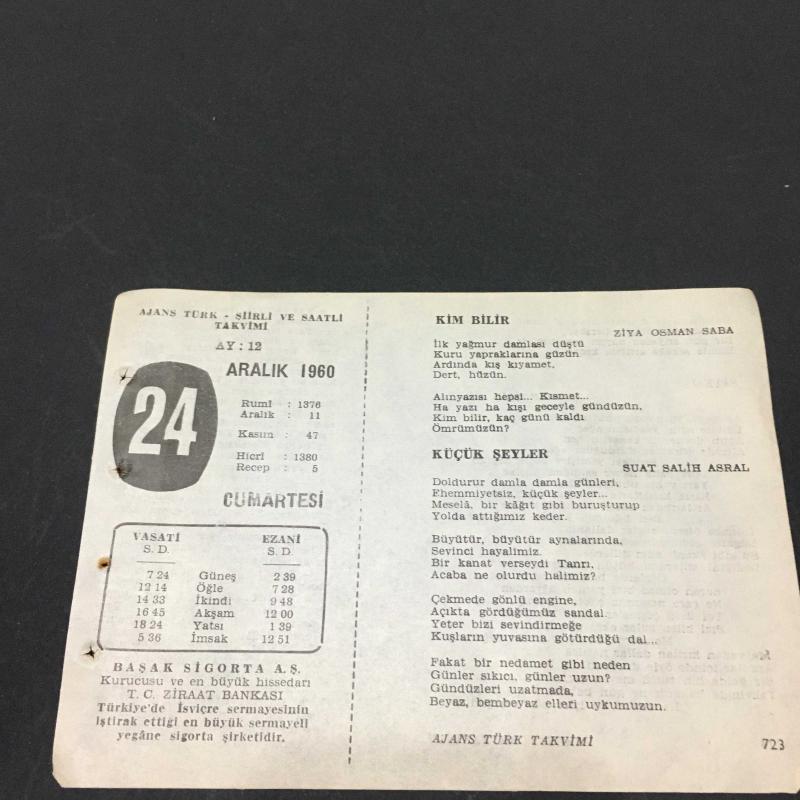 AJANS TÜRK - ŞİİRLİ VE SAATLİ
TAKVİMİ
AY : 12
24
ARALIK 1960
Rumî : 1376
Aralık : 11
Kasım : 47
Hicrî : 1380
Recep : 5
CUMARTESİ
VASATİ EZANİ
S. D. S. D.
7 24 Güneş 2 39
12 14 Öğle 7 28
14 33 İkindi 9 48
16 45 Akşam 12 00
18 24 Yatsı 1 39
5 36 İmsak 12 51
BAŞAK SİGORTA A.Ş.
Kurucusu ve en büyük hissedarı
T. C. ZİRAAT BANKASI
Türkiye'de İsviçre sermayesinin
iştirak ettiği en büyük sermayeli
yegâne sigorta şirketidir.
KİM BİLİR
ZİYA OSMAN SABA
İlk yağmur damlası düştü
Kuru yapraklarına güzün
Ardında kış kıyamet,
Dert, hüzün.
Alınyazısı hepsi... Kısmet...
Ha yazı ha kışı geceyle gündüzün,
Kim bilir, kaç günü kaldı
Ömrümüzün?
KÜÇÜK ŞEYLER
SUAT SALİH ASRAL
Doldurur damla damla günleri,
Ehemmiyetsiz, küçük şeyler...
Meselâ, bir kâğıt gibi buruşturup
Yolda attığımız keder.
Büyütür, büyütür aynalarında,
Sevinci hayalimiz.
Bir kanat verseydi Tanrı,
Acaba ne olurdu halimiz?
Çekmede gönlü engine,
Açıkta gördüğümüz sandal.
Yeter bizi sevindirmeğe
Kuşların yuvasına götürdüğü dal...
Fakat bir nedamet gibi neden
Günler sıkıcı, günler uzun?
Gündüzleri uzatmada,
Beyaz, bembeyaz elleri uykumuzun.
AJANS TÜRK TAKVİMİ
723